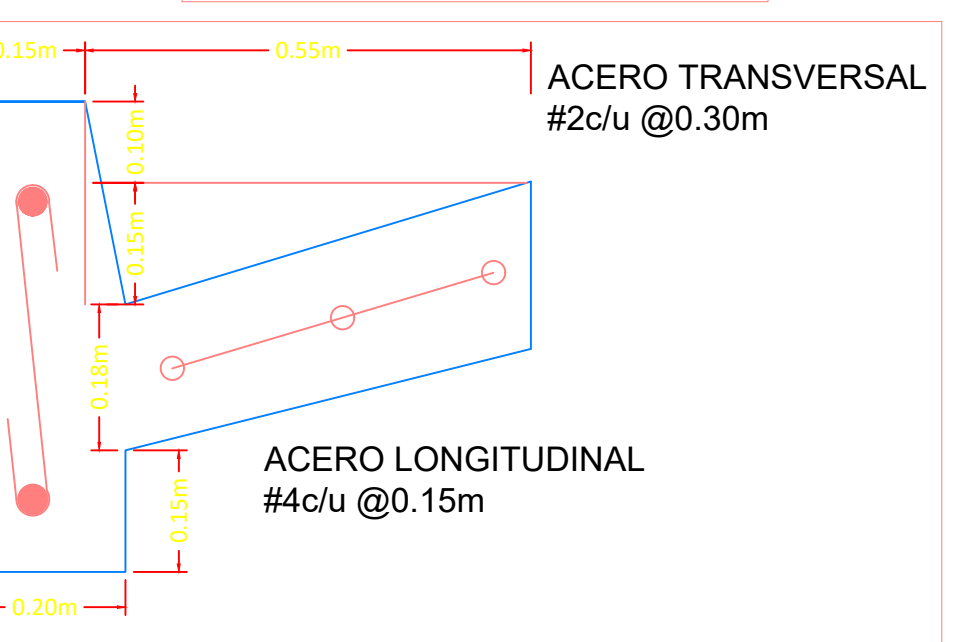 0.15m
0.55m
ACERO TRANSVERSAL
#2c/u @0.30m
0.10m
0.15m
0.18m
ACERO LONGITUDINAL
#4c/u @0.15m
0.15m
0.20m